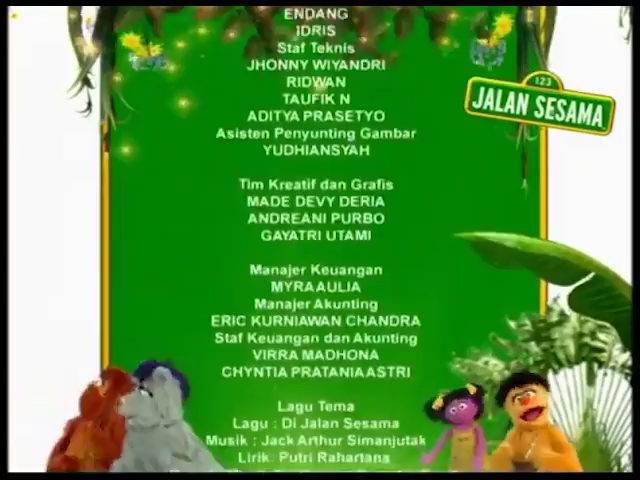 ENDANG
IDRIS
Staf Teknis
JHONNY WIYANDRI
RIDWAN
TAUFIK N
ADITYA PRASETYO
Asisten Penyunting Gambar
YUDHIANSYAH
123
JALAN SESAMA
Tim Kreatif dan Grafis
MADE DEVY DERIA
ANDREANI PURBO
GAYATRI UTAMI
Manajer Keuangan
MYRA AULIA
Manajer Akunting
ERIC KURNIAWAN CHANDRA
Staf Keuangan dan Akunting
VIRRA MADHONA
CHYNTIA PRATANIA ASTRI
Lagu Tema
Lagu : Di Jalan Sesama
Musik : Jack Arthur Simanjutak
Lirik: Putri Rahartana